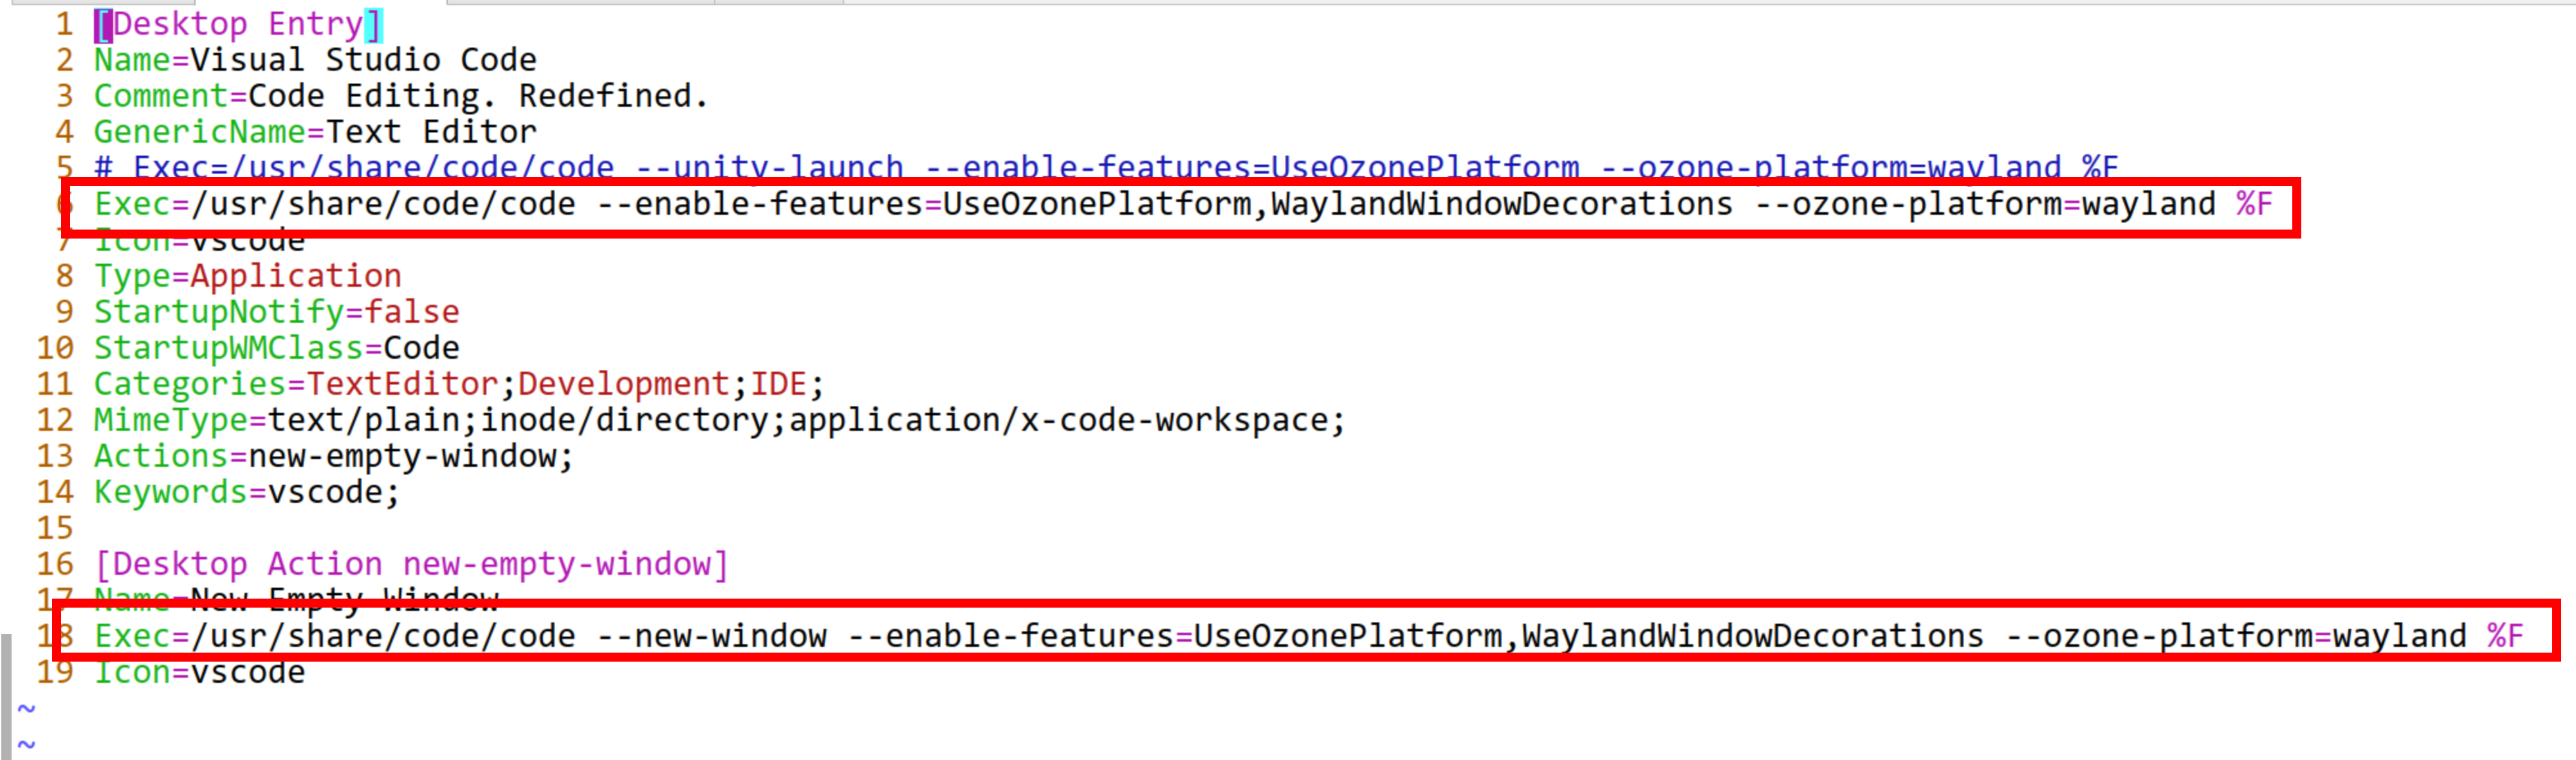 1 [Desktop Entry]
2 Name=Visual Studio Code
3 Comment=Code Editing. Redefined.
4 GenericName=Text Editor
5 # Exec=/usr/share/code/code --unity-launch --enable-features=UseOzonePlatform --ozone-platform=wayland %F
6 Exec=/usr/share/code/code --enable-features=UseOzonePlatform,WaylandWindowDecorations --ozone-platform=wayland %F
7 Icon=vscode
8 Type=Application
9 StartupNotify=false
10 StartupWMClass=Code
11 Categories=TextEditor;Development;IDE;
12 MimeType=text/plain;inode/directory;application/x-code-workspace;
13 Actions=new-empty-window;
14 Keywords=vscode;
15
16 [Desktop Action new-empty-window]
17 Name=New Empty Window
18 Exec=/usr/share/code/code --new-window --enable-features=UseOzonePlatform,WaylandWindowDecorations --ozone-platform=wayland %F
19 Icon=vscode
~
~